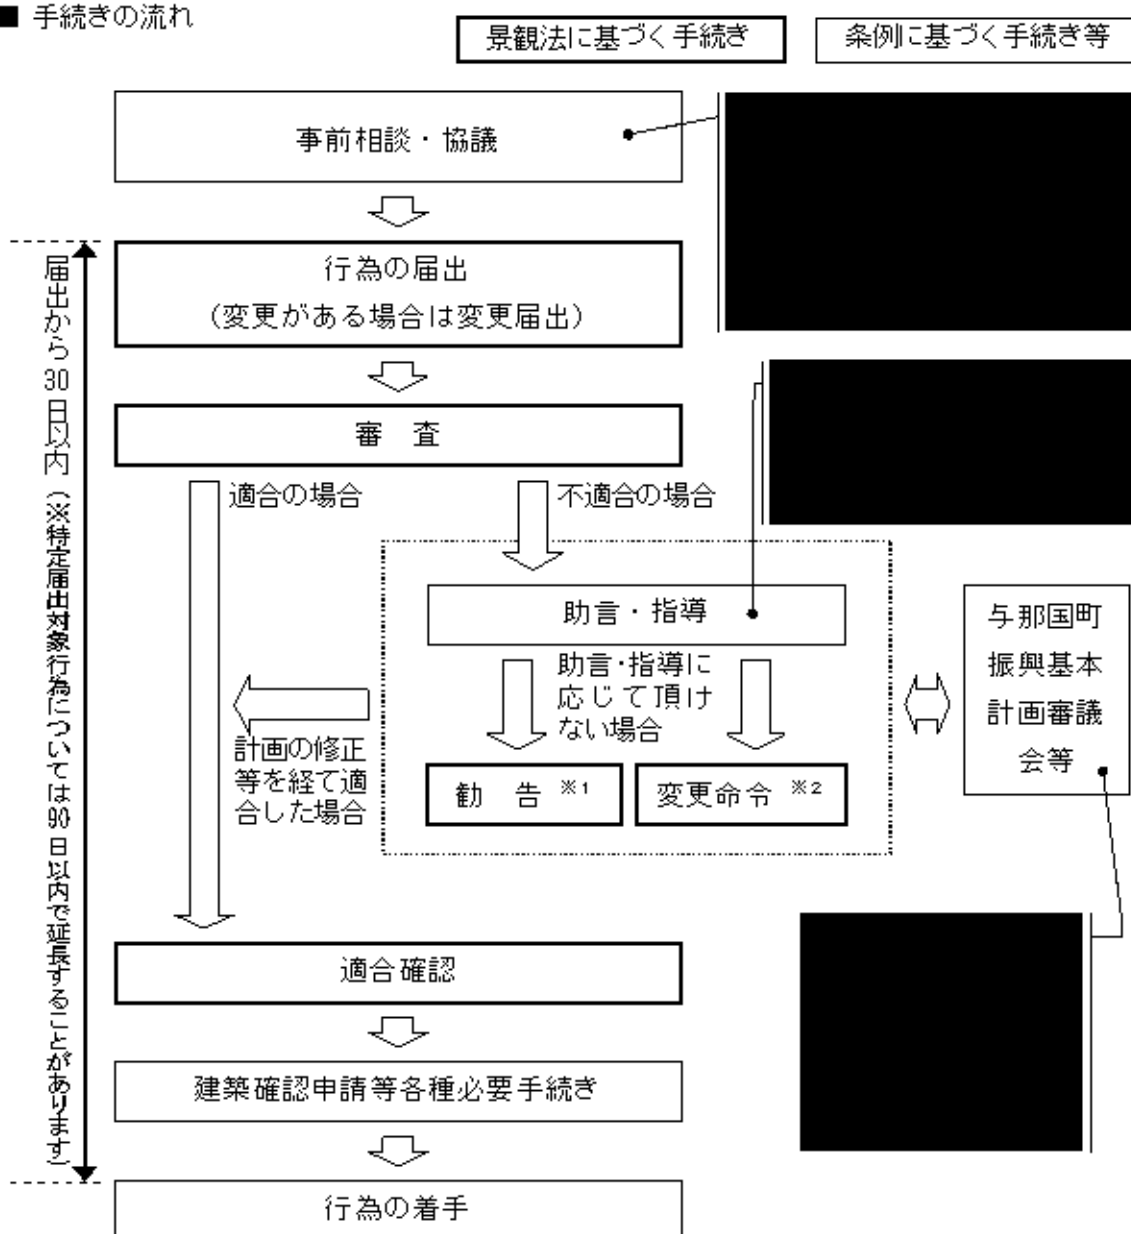 ■ 手続きの流れ
景観法に基づく手続き
条例に基づく手続き等
事前相談・協議
行為の届出
(変更がある場合は変更届出)
審 査
適合の場合
不適合の場合
助言・指導
助言・指導に
応じて頂け
ない場合
勧 告 ※1
変更命令 ※2
計画の修正
等を経て適
合した場合
与那国町
振興基本
計画審議
会等
適合確認
建築確認申請等各種必要手続き
行為の着手
届出から30日以内(※特定届出対象行為については90日以内で延長することがあります)